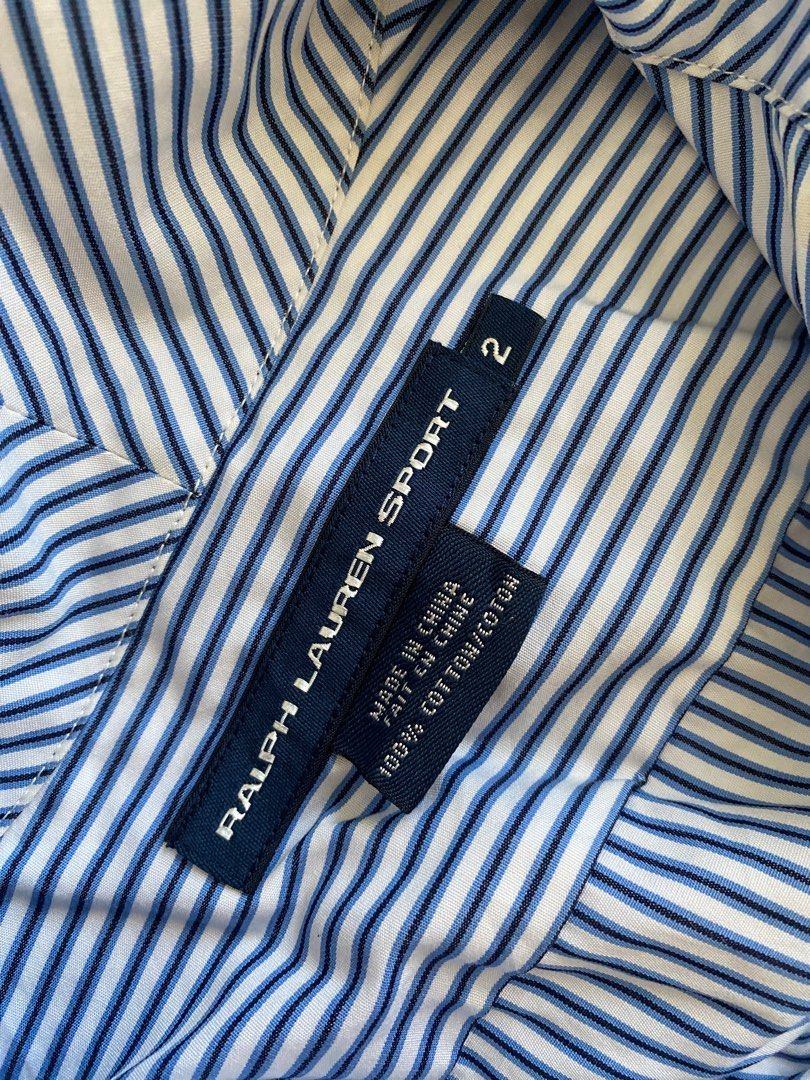 2
RALPH LAUREN SPORT
MADE IN CHINA
FAIT EN CHINE
100% COTTON/COTON